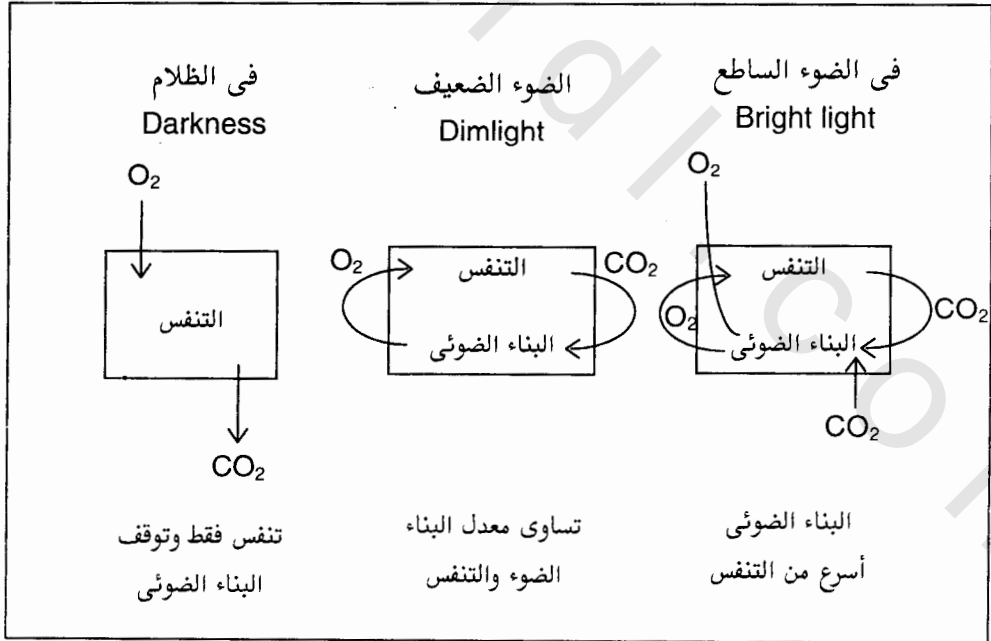 فى الضوء الساطع
Bright light
O₂
التنفس
CO₂
O₂
البناء الضوئى
CO₂
البناء الضوئى
أسرع من التنفس
الضوء الضعيف
Dimlight
O₂
التنفس
CO₂
البناء الضوئى
تساوى معدل البناء
الضوء والتنفس
فى الظلام
Darkness
O₂
التنفس
CO₂
تنفس فقط وتوقف
البناء الضوئى